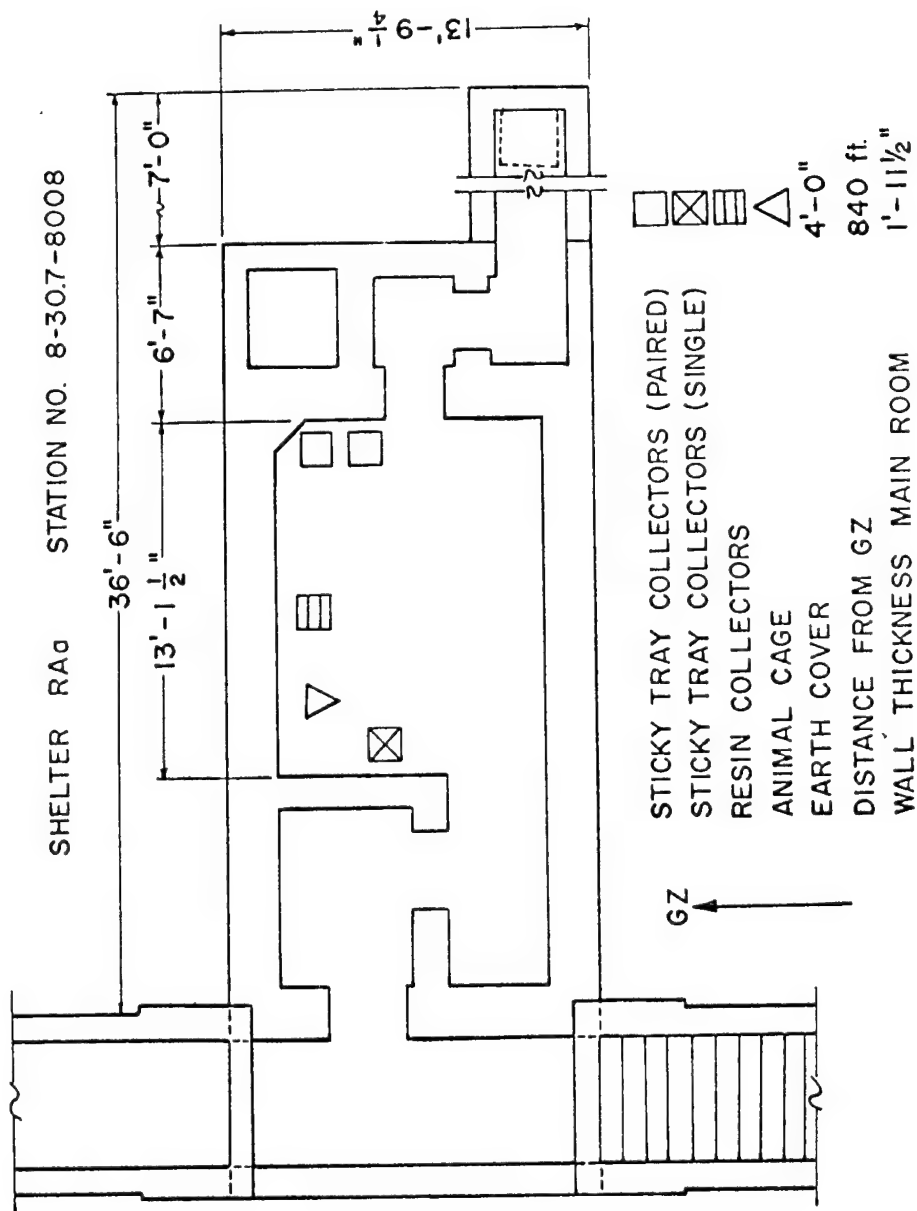 SHELTER RAa STATION NO. 8-30.7-8008
36'-6"
13'-1 1/2"
6'-7"
7'-0"
13'-9 1/4"
GZ
STICKY TRAY COLLECTORS (PAIRED)
STICKY TRAY COLLECTORS (SINGLE)
RESIN COLLECTORS
ANIMAL CAGE
EARTH COVER 4'-0"
DISTANCE FROM GZ 840 ft.
WALL THICKNESS MAIN ROOM 1'-11 1/2"